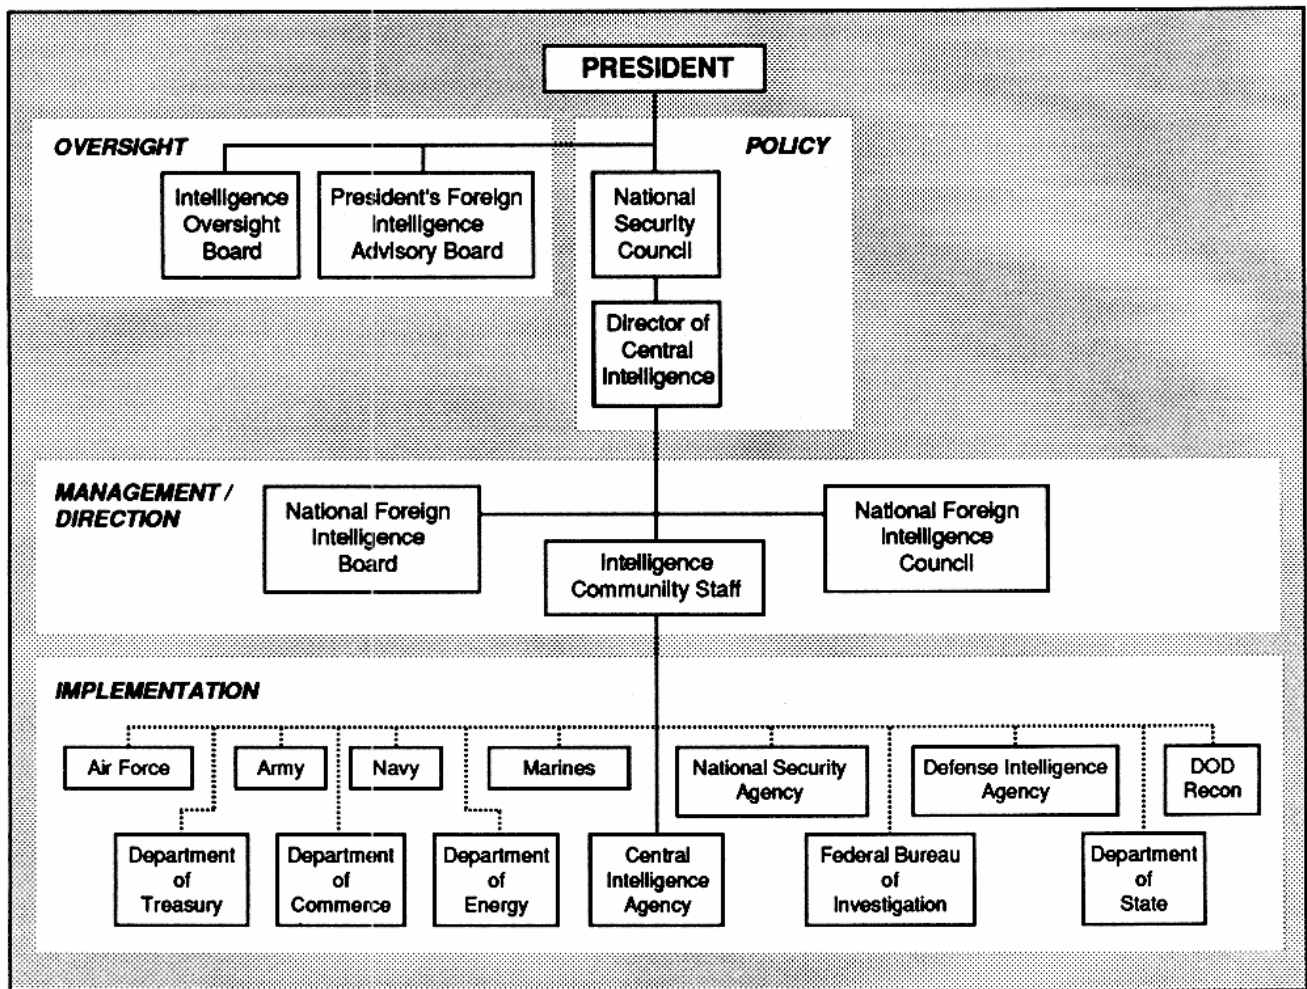 PRESIDENT
OVERSIGHT
POLICY
Intelligence
Oversight
Board
President's Foreign
Intelligence
Advisory Board
National
Security
Council
Director of
Central
Intelligence
MANAGEMENT /
DIRECTION
National Foreign
Intelligence
Board
Intelligence
Communilty Staff
National Foreign
Intelligence
Council
IMPLEMENTATION
Air Force
Army
Navy
Marines
National Security
Agency
Defense Intelligence
Agency
DOD
Recon
Department
of
Treasury
Department
of
Commerce
Department
of
Energy
Central
Intelligence
Agency
Federal Bureau
of
Investigation
Department
of
State